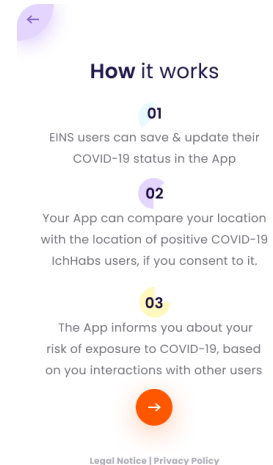 How it works
01
EINS users can save & update their
COVID-19 status in the App
02
Your App can compare your location
with the location of positive COVID-19
IchHabs users, if you consent to it.
03
The App informs you about your
risk of exposure to COVID-19, based
on you interactions with other users
Legal Notice | Privacy Policy